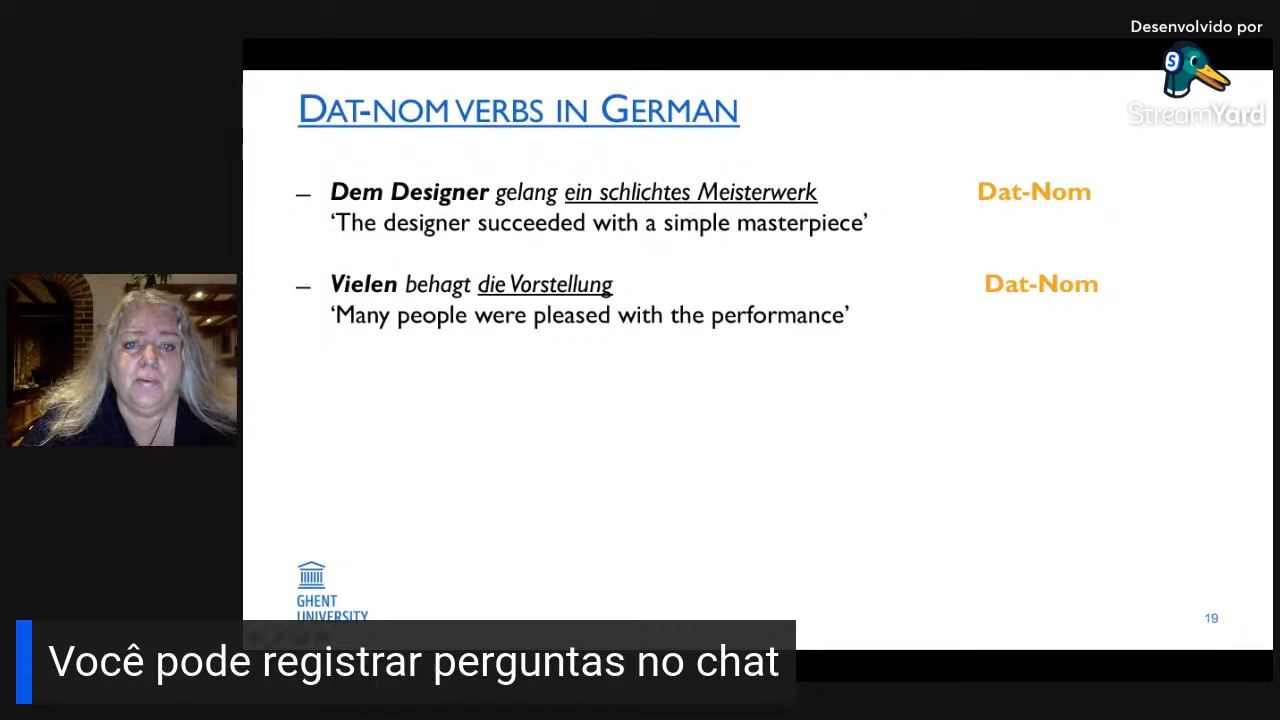 Desenvolvido por
StreamYard
DAT-NOM VERBS IN GERMAN
– Dem Designer gelang ein schlichtes Meisterwerk Dat-Nom
‘The designer succeeded with a simple masterpiece’
– Vielen behagt die Vorstellung Dat-Nom
‘Many people were pleased with the performance’
GHENT
UNIVERSITY
19
Você pode registrar perguntas no chat